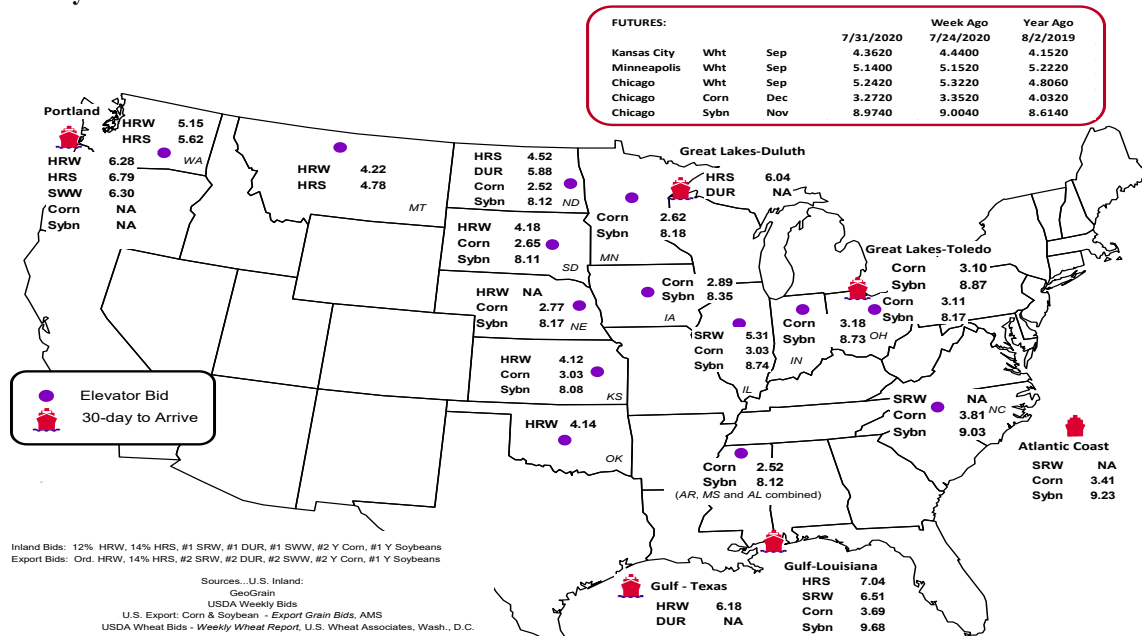 FUTURES: Week Ago Year Ago
7/31/2020 7/24/2020 8/2/2019
Kansas City Wht Sep 4.3620 4.4400 4.1520
Minneapolis Wht Sep 5.1400 5.1520 5.2220
Chicago Wht Sep 5.2420 5.3220 4.8060
Chicago Corn Dec 3.2720 3.3520 4.0320
Chicago Sybn Nov 8.9740 9.0040 8.6140
Portland
HRW 6.28
HRS 6.79
SWW 6.30
Corn NA
Sybn NA
HRW 5.15
HRS 5.62
WA
HRW 4.22
HRS 4.78
MT
HRS 4.52
DUR 5.88
Corn 2.52
Sybn 8.12
ND
HRW 4.18
Corn 2.65
Sybn 8.11
SD
HRW NA
Corn 2.77
Sybn 8.17
NE
HRW 4.12
Corn 3.03
Sybn 8.08
KS
HRW 4.14
OK
Great Lakes-Duluth
HRS 6.04
DUR NA
Corn 2.62
Sybn 8.18
MN
Corn 2.89
Sybn 8.35
IA
SRW 5.31
Corn 3.03
Sybn 8.74
IL
Corn 3.18
Sybn 8.73
IN
Great Lakes-Toledo
Corn 3.10
Sybn 8.87
Corn 3.11
Sybn 8.17
OH
SRW NA
Corn 3.81
Sybn 9.03
NC
Atlantic Coast
SRW NA
Corn 3.41
Sybn 9.23
Corn 2.52
Sybn 8.12
(AR, MS and AL combined)
Gulf - Texas
HRW 6.18
DUR NA
Gulf-Louisiana
HRS 7.04
SRW 6.51
Corn 3.69
Sybn 9.68
Elevator Bid
30-day to Arrive
Inland Bids: 12% HRW, 14% HRS, #1 SRW, #1 DUR, #1 SWW, #2 Y Corn, #1 Y Soybeans
Export Bids: Ord. HRW, 14% HRS, #2 SRW, #2 DUR, #2 SWW, #2 Y Corn, #1 Y Soybeans
Sources...U.S. Inland:
GeoGrain
USDA Weekly Bids
U.S. Export: Corn & Soybean - Export Grain Bids, AMS
USDA Wheat Bids - Weekly Wheat Report, U.S. Wheat Associates, Wash., D.C.